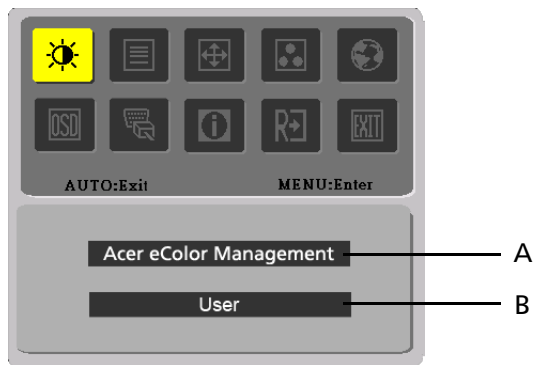 OSD i R EXIT
AUTO:Exit MENU:Enter
Acer eColor Management A
User B